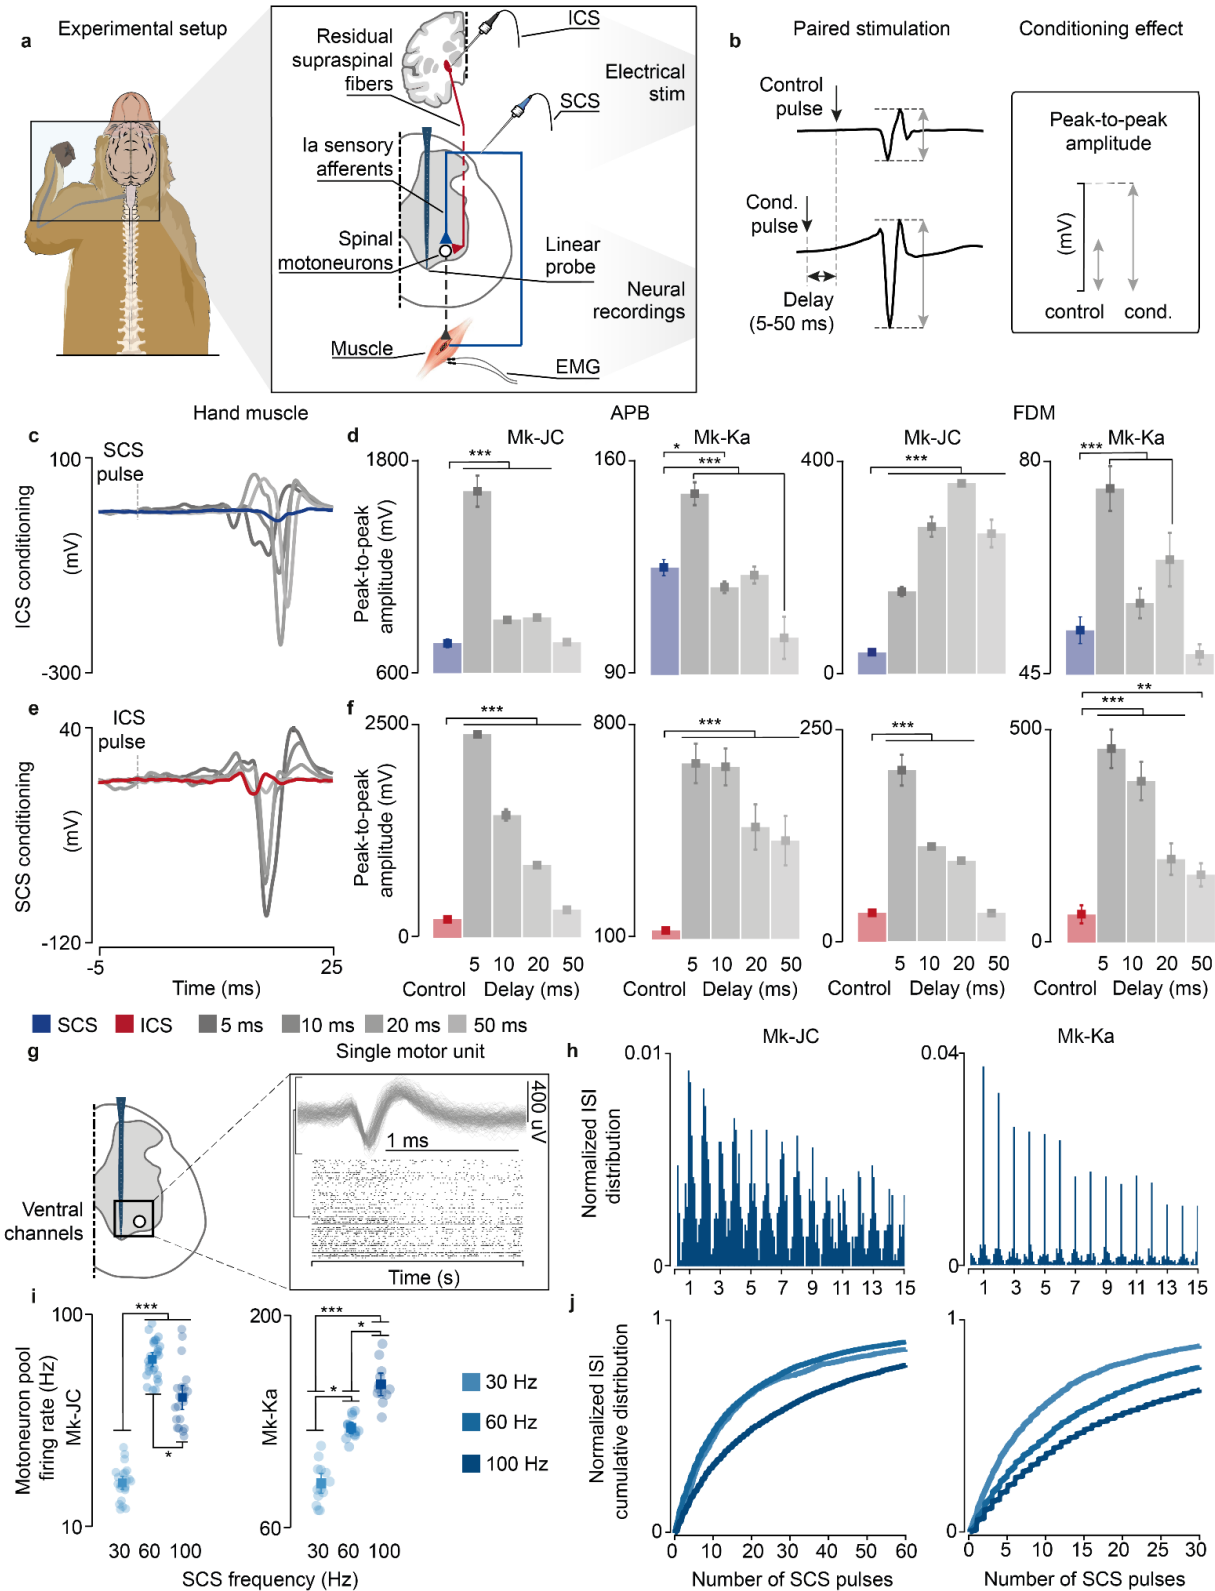 a
Experimental setup
Residual
supraspinal
fibers
ICS
Electrical
stim
SCS
Ia sensory
afferents
Spinal
motoneurons
Linear
probe
Neural
recordings
Muscle
EMG
b
Paired stimulation
Conditioning effect
Control
pulse
Cond.
pulse
Delay
(5-50 ms)
Peak-to-peak
amplitude
(mV)
control
cond.
Hand muscle
APB
FDM
c
SCS
pulse
100
-300
ICS conditioning
(mV)
d
Mk-JC
Mk-Ka
Mk-JC
Mk-Ka
Peak-to-peak
amplitude (mV)
1800
600
***
160
90
*
***
400
0
***
80
45
***
e
ICS
pulse
40
-120
SCS conditioning
(mV)
-5
25
Time (ms)
f
Peak-to-peak
amplitude (mV)
2500
0
***
800
100
***
250
0
***
500
0
**
***
5 10 20 50
5 10 20 50
5 10 20 50
5 10 20 50
Control Delay (ms)
Control Delay (ms)
Control Delay (ms)
Control Delay (ms)
SCS
ICS
5 ms
10 ms
20 ms
50 ms
g
Single motor unit
400 uV
1 ms
Time (s)
Ventral
channels
h
Mk-JC
Mk-Ka
Normalized ISI
distribution
0.01
0
1 3 5 7 9 11 13 15
0.04
0
1 3 5 7 9 11 13 15
i
Motoneuron pool
firing rate (Hz)
Mk-JC
100
10
***
*
30 60 100
Mk-Ka
200
60
***
*
*
30 60 100
SCS frequency (Hz)
30 Hz
60 Hz
100 Hz
j
Normalized ISI
cumulative distribution
1
0
0 10 20 30 40 50 60
Number of SCS pulses
1
0
0 5 10 15 20 25 30
Number of SCS pulses